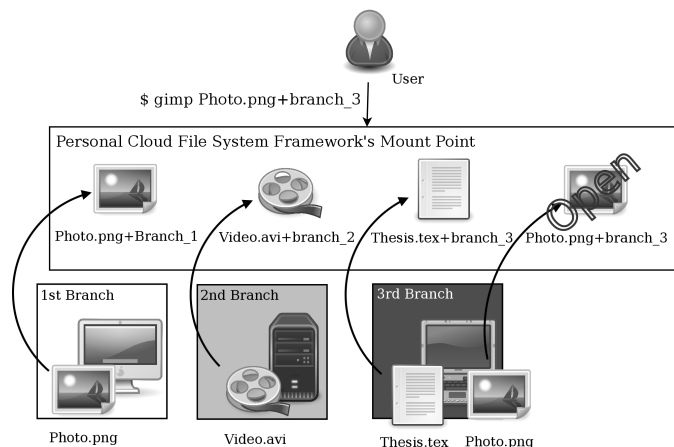 User
$ gimp Photo.png+branch_3
Personal Cloud File System Framework's Mount Point
Open
Photo.png+Branch_1
Video.avi+branch_2
Thesis.tex+branch_3
Photo.png+branch_3
1st Branch
2nd Branch
3rd Branch
Photo.png
Video.avi
Thesis.tex
Photo.png